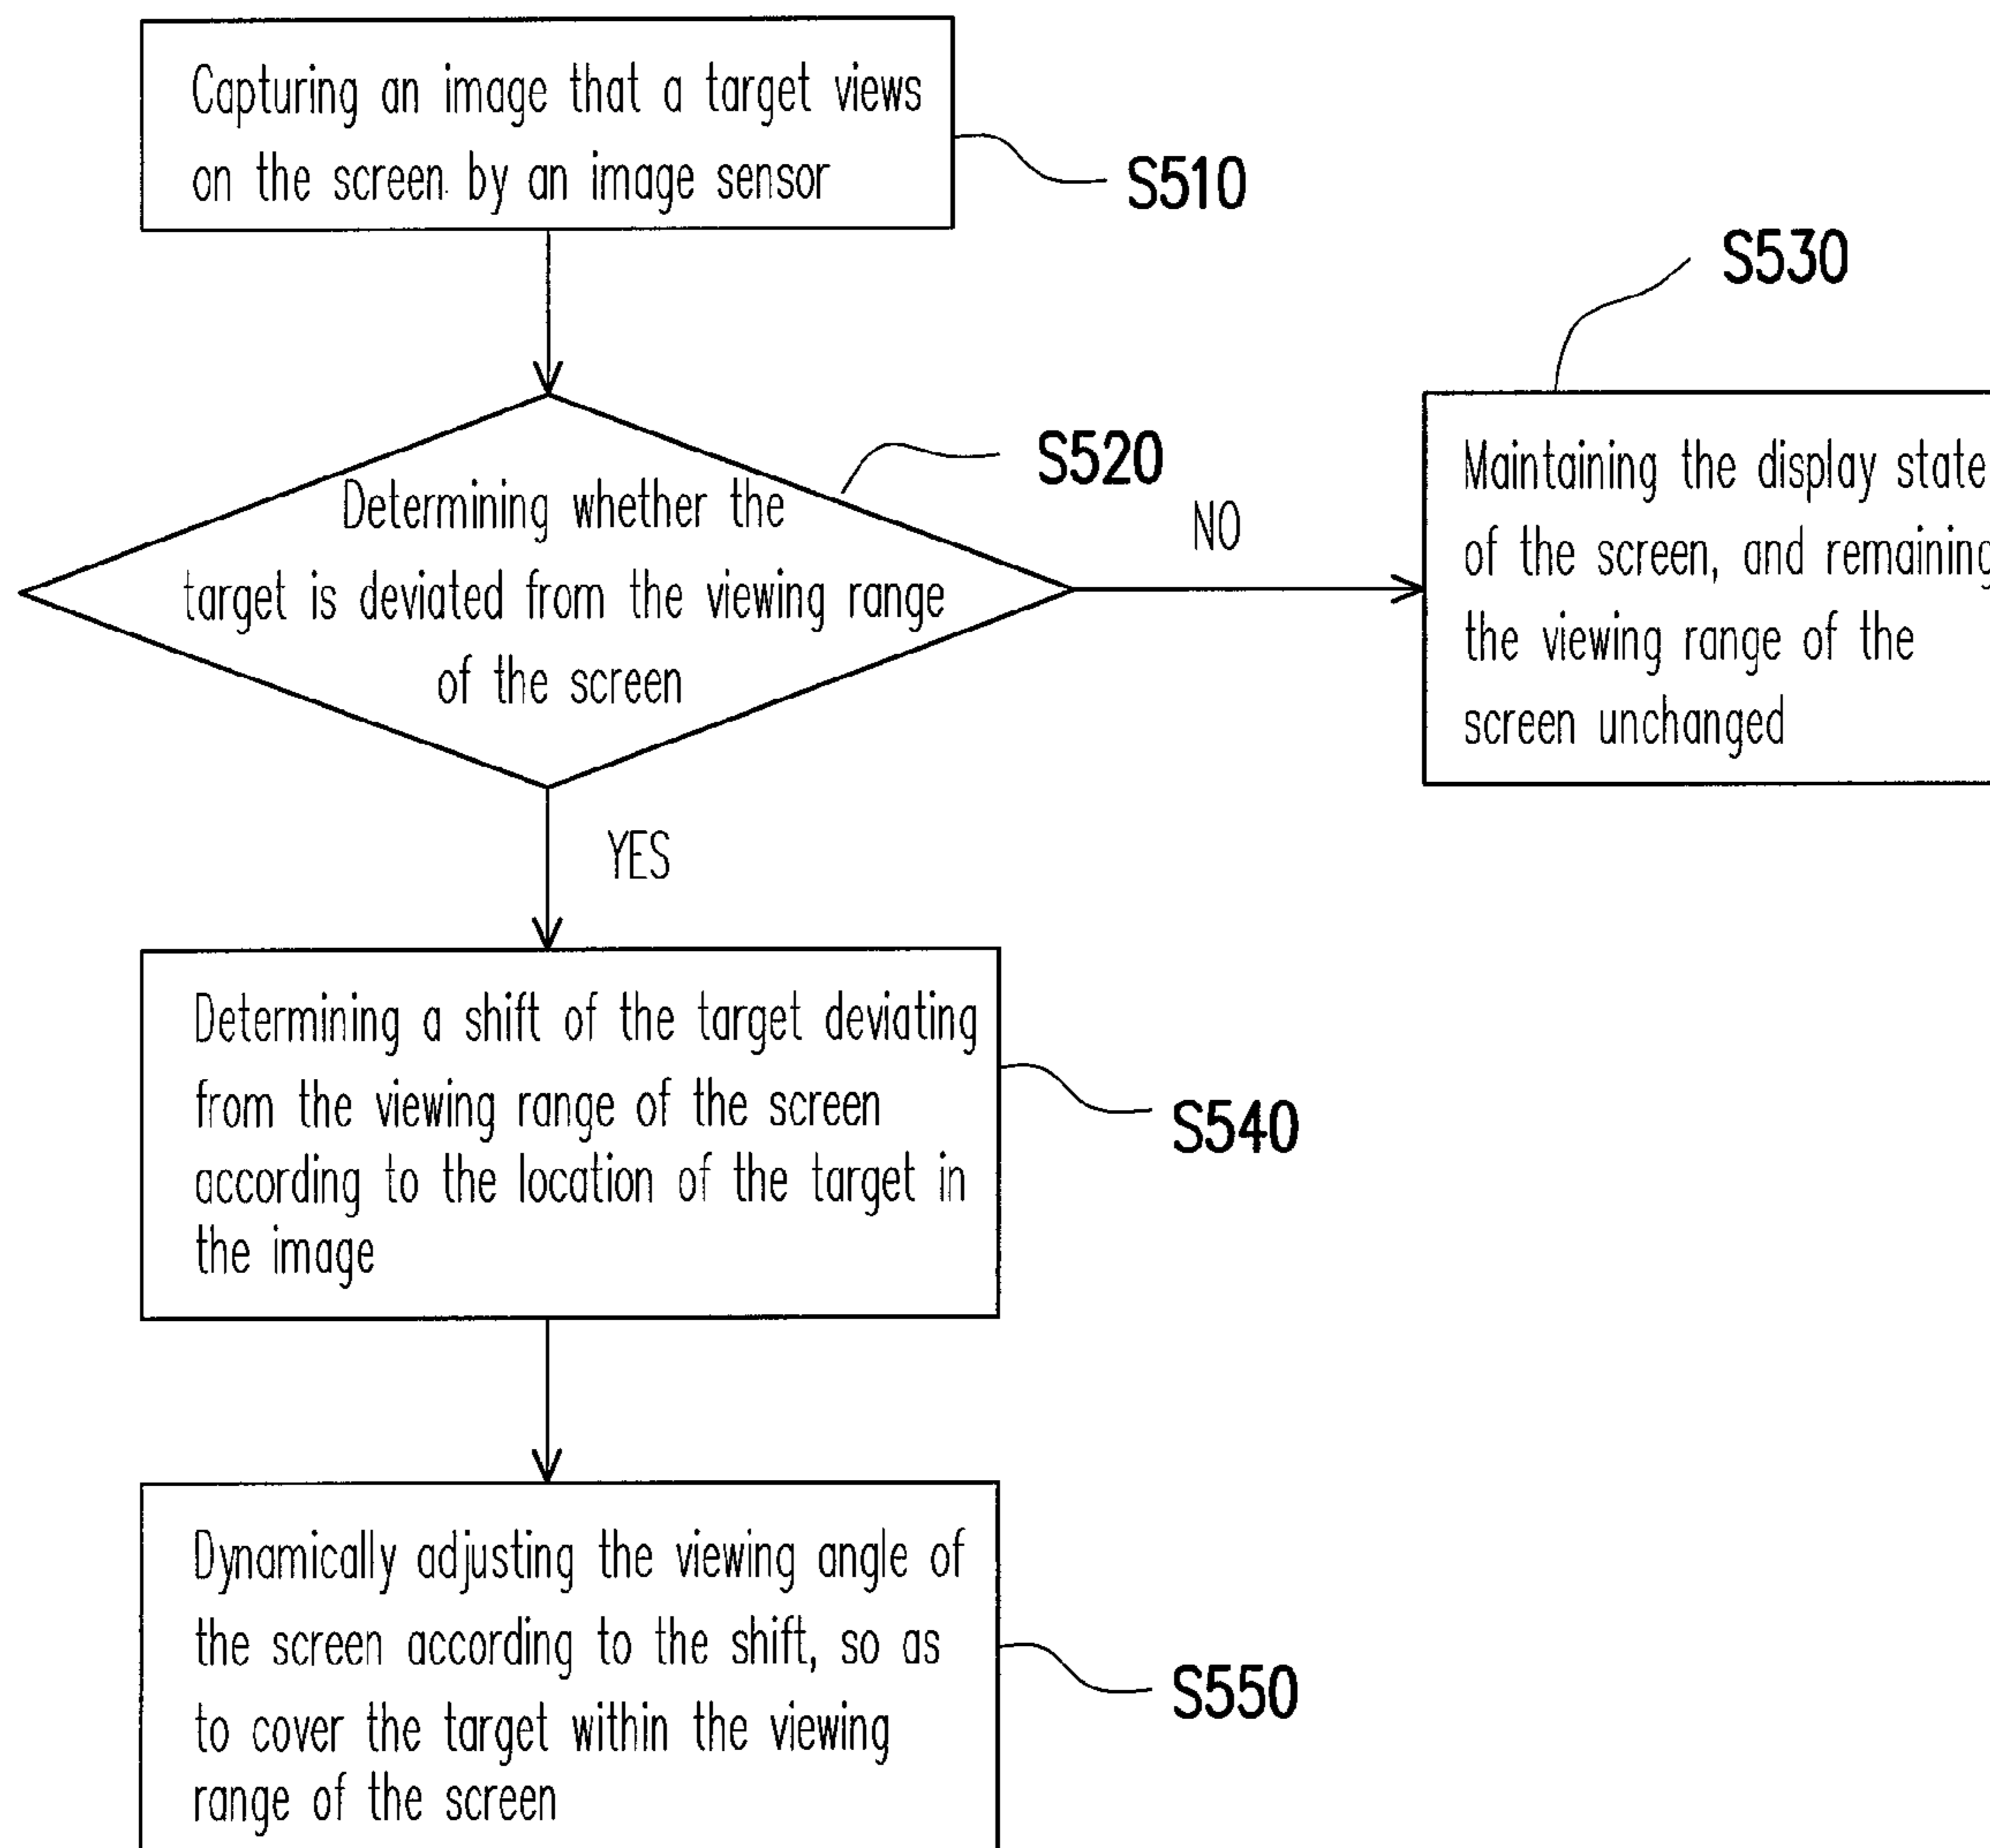 Capturing an image that a target views
on the screen by an image sensor
S510
S530
Determining whether the
target is deviated from the viewing range
of the screen
S520
NO
Maintaining the display state
of the screen, and remaining
the viewing range of the
screen unchanged
YES
Determining a shift of the target deviating
from the viewing range of the screen
according to the location of the target in
the image
S540
Dynamically adjusting the viewing angle of
the screen according to the shift, so as
to cover the target within the viewing
range of the screen
S550